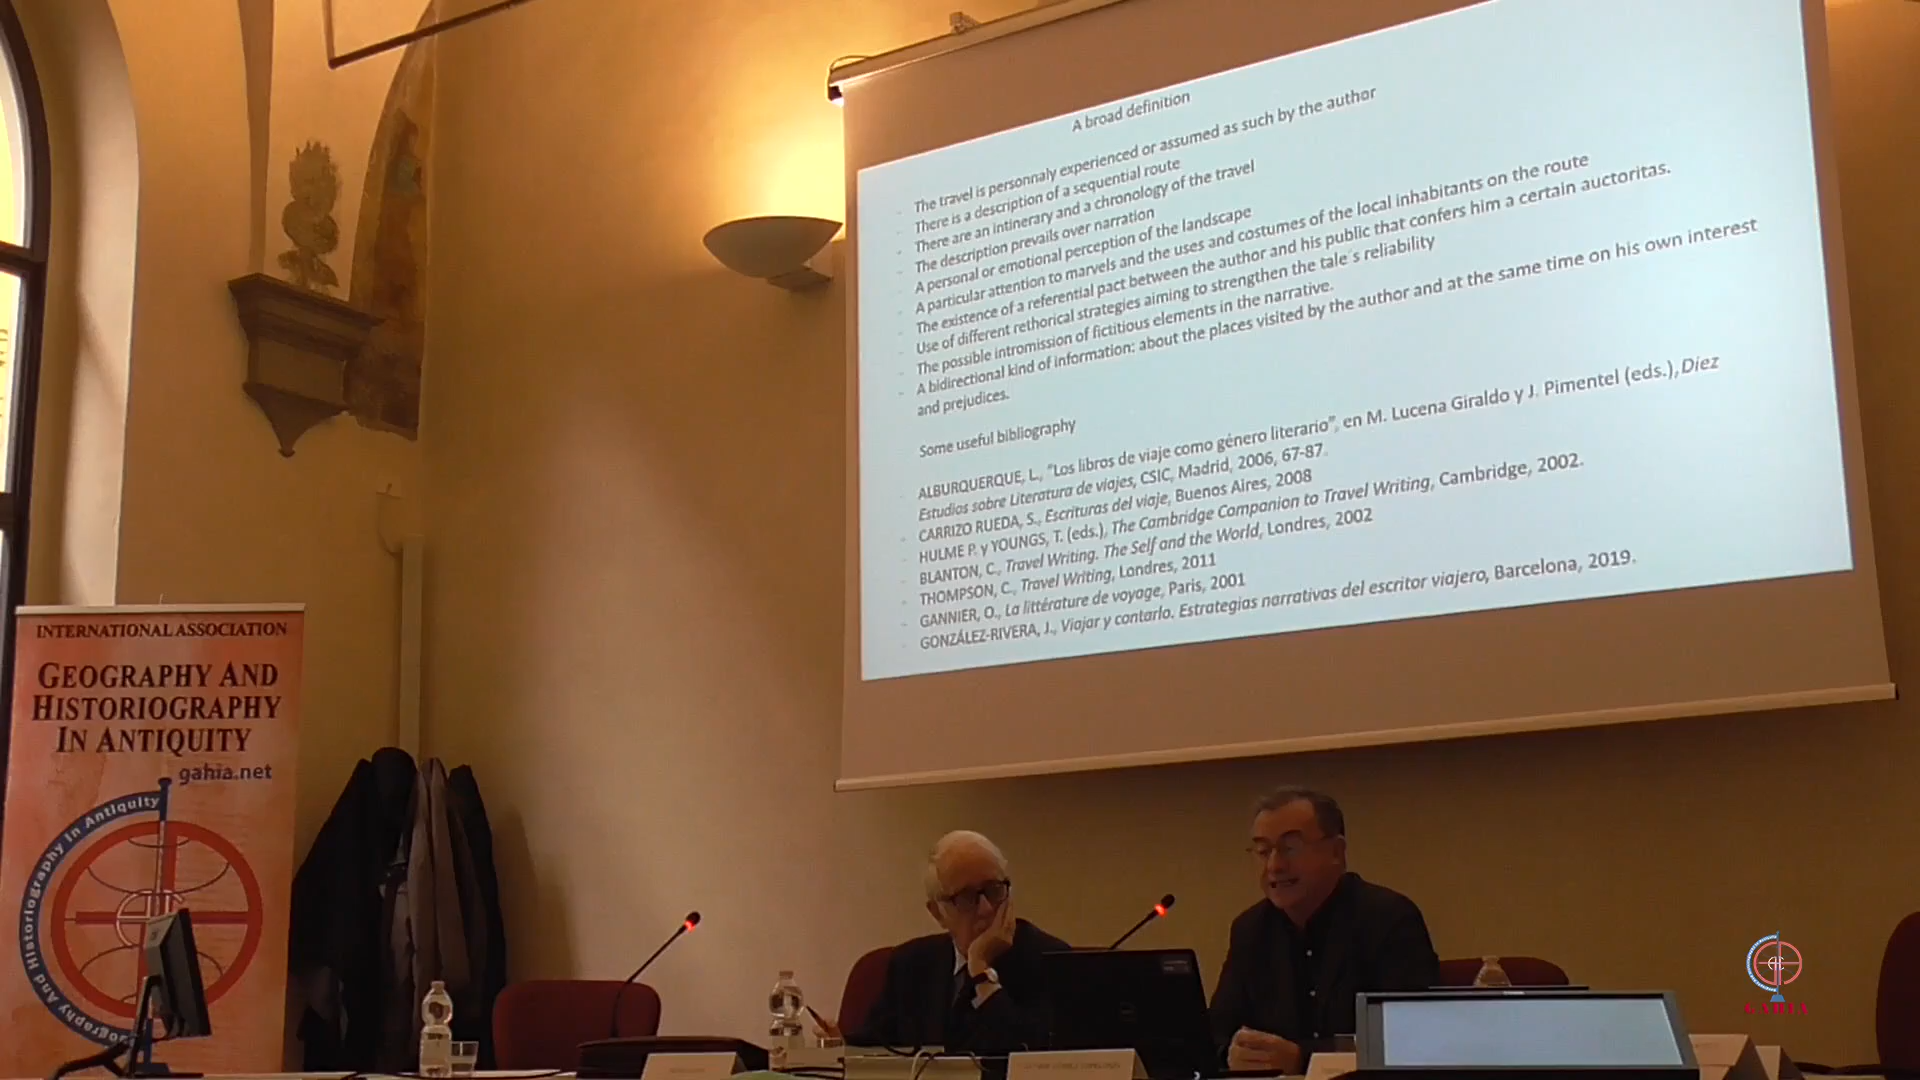 A broad definition
- The travel is personnaly experienced or assumed as such by the author
- There is a description of a sequential route
- There are an intinerary and a chronology of the travel
- The description prevails over narration
- A personal or emotional perception of the landscape
- A particular attention to marvels and the uses and costumes of the local inhabitants on the route
- The existence of a referential pact between the author and his public that confers him a certain auctoritas.
- Use of different rethorical strategies aiming to strengthen the tale´s reliability
- The possible intromission of fictitious elements in the narrative.
- A bidirectional kind of information: about the places visited by the author and at the same time on his own interest
and prejudices.
Some useful bibliography
- ALBURQUERQUE, L., "Los libros de viaje como género literario", en M. Lucena Giraldo y J. Pimentel (eds.), Diez
Estudios sobre Literatura de viajes, CSIC, Madrid, 2006, 67-87.
- CARRIZO RUEDA, S., Escrituras del viaje, Buenos Aires, 2008
- HULME P. y YOUNGS, T. (eds.), The Cambridge Companion to Travel Writing, Cambridge, 2002.
- BLANTON, C., Travel Writing. The Self and the World, Londres, 2002
- THOMPSON, C., Travel Writing, Londres, 2011
- GANNIER, O., La littérature de voyage, Paris, 2001
- GONZÁLEZ-RIVERA, J., Viajar y contarlo. Estrategias narrativas del escritor viajero, Barcelona, 2019.
INTERNATIONAL ASSOCIATION
GEOGRAPHY AND
HISTORIOGRAPHY
IN ANTIQUITY
gahia.net
Geography And Historiography In Antiquity
GAHIA